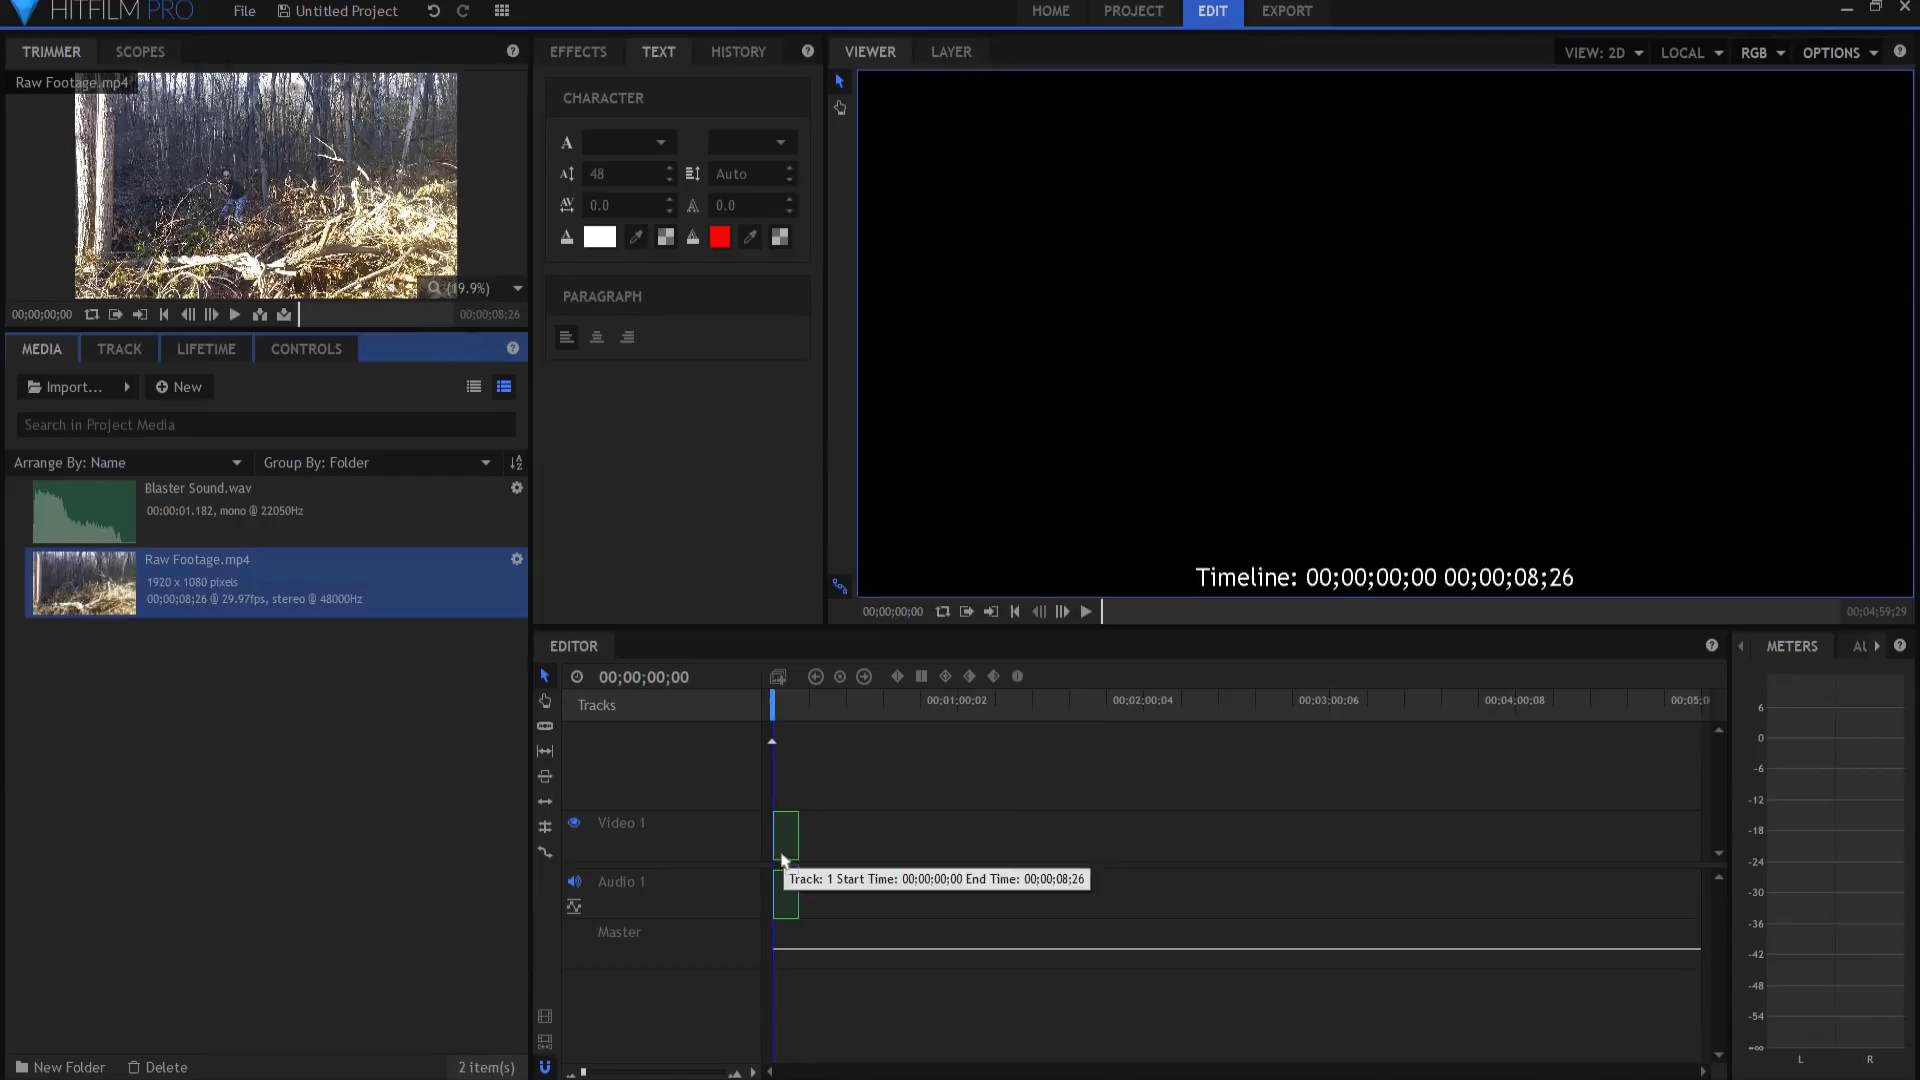 HITFILM PRO
File
Untitled Project
HOME
PROJECT
EDIT
EXPORT
TRIMMER
SCOPES
Raw Footage.mp4
(19.9%)
00;00;00;00
00;00;08;26
MEDIA
TRACK
LIFETIME
CONTROLS
Import...
New
Search in Project Media
Arrange By: Name
Group By: Folder
Blaster Sound.wav
00:00:01.182, mono @ 22050Hz
Raw Footage.mp4
1920 x 1080 pixels
00;00;08;26 @ 29.97fps, stereo @ 48000Hz
New Folder
Delete
2 item(s)
EFFECTS
TEXT
HISTORY
CHARACTER
48
Auto
0.0
0.0
PARAGRAPH
VIEWER
LAYER
VIEW: 2D
LOCAL
RGB
OPTIONS
Timeline: 00;00;00;00 00;00;08;26
00;00;00;00
00;04;59;29
EDITOR
00;00;00;00
Tracks
00;01;00;02
00;02;00;04
00;03;00;06
00;04;00;08
00;05;0
Video 1
Track: 1 Start Time: 00;00;00;00 End Time: 00;00;08;26
Audio 1
Master
METERS
AU
6
0
-6
-12
-18
-24
-30
-36
-42
-48
-54
-∞
L
R